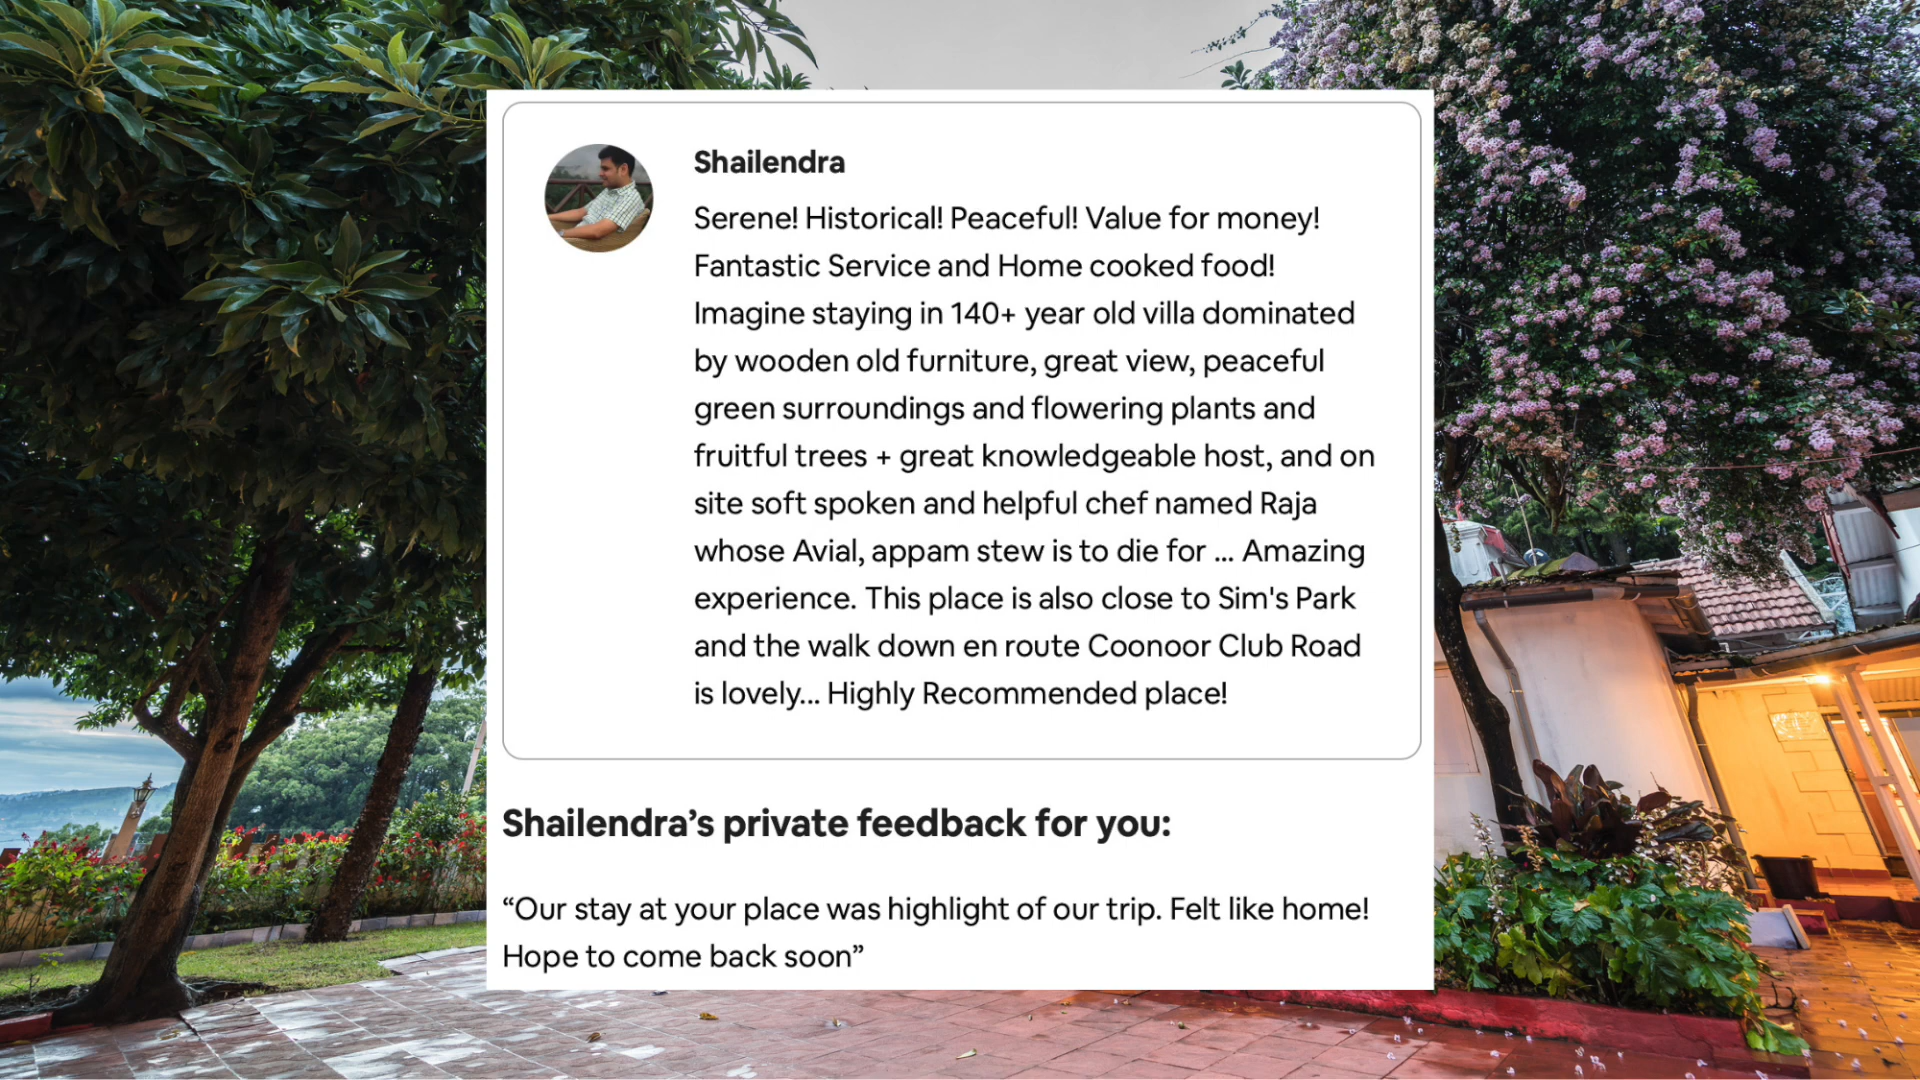 Shailendra
Serene! Historical! Peaceful! Value for money!
Fantastic Service and Home cooked food!
Imagine staying in 140+ year old villa dominated
by wooden old furniture, great view, peaceful
green surroundings and flowering plants and
fruitful trees + great knowledgeable host, and on
site soft spoken and helpful chef named Raja
whose Avial, appam stew is to die for ... Amazing
experience. This place is also close to Sim's Park
and the walk down en route Coonoor Club Road
is lovely... Highly Recommended place!
Shailendra’s private feedback for you:
“Our stay at your place was highlight of our trip. Felt like home!
Hope to come back soon”